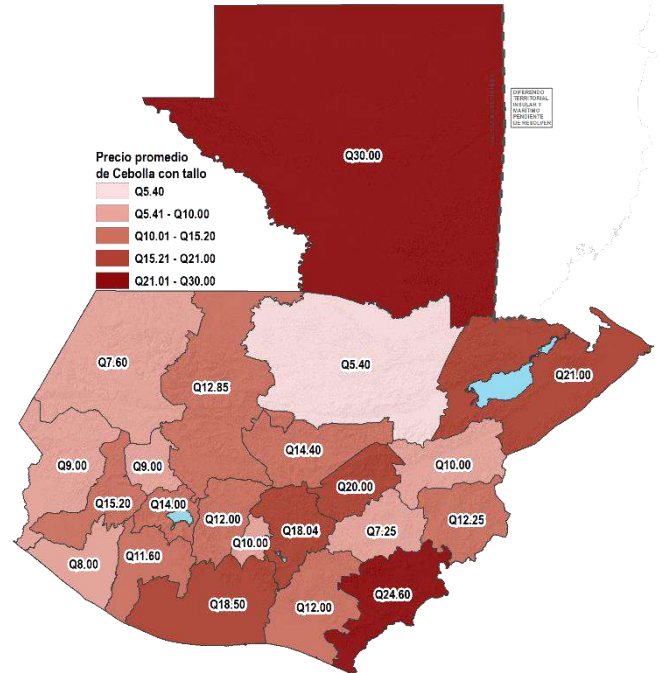 DIFERENDO
TERRITORIAL
INSULAR Y
MARÍTIMO
PENDIENTE
DE RESOLVER
Q30.00
Precio promedio
de Cebolla con tallo
Q5.40
Q5.41 - Q10.00
Q10.01 - Q15.20
Q15.21 - Q21.00
Q21.01 - Q30.00
Q7.60
Q12.85
Q5.40
Q21.00
Q14.40
Q9.00
Q9.00
Q10.00
Q20.00
Q15.20
Q14.00
Q12.00
Q18.04
Q7.25
Q12.25
Q10.00
Q8.00
Q11.60
Q18.50
Q12.00
Q24.60